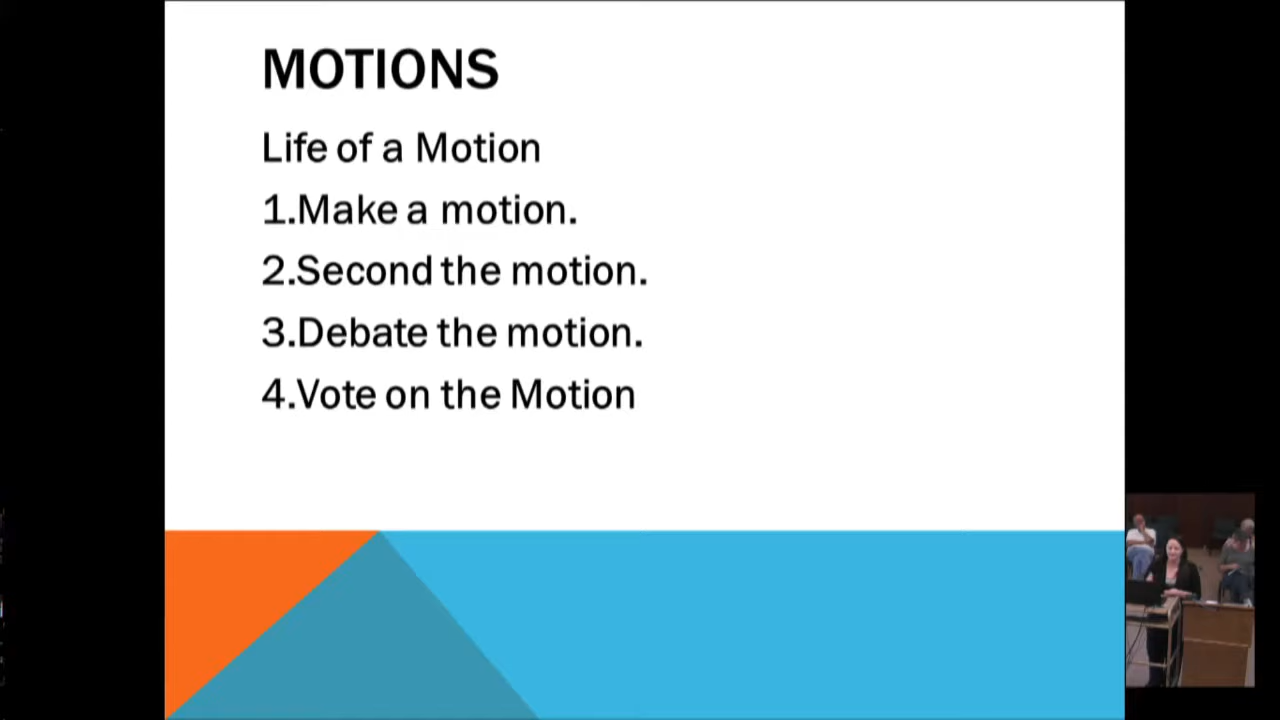 MOTIONS
Life of a Motion
1.Make a motion.
2.Second the motion.
3.Debate the motion.
4.Vote on the Motion